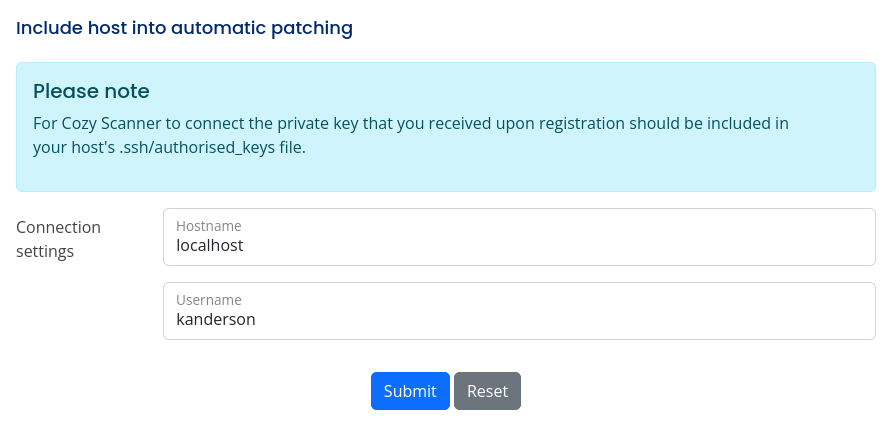 Include host into automatic patching
Please note
For Cozy Scanner to connect the private key that you received upon registration should be included in
your host's .ssh/authorised_keys file.
Connection
settings
Hostname
localhost
Username
kanderson
Submit Reset